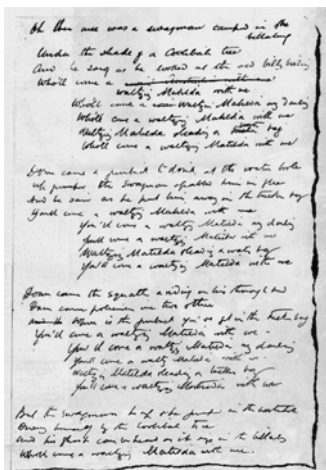 Oh there once was a swagman camped in the
billabong
Under the shade of a Coolibah tree
And he sang as he looked at the old billy boiling
Who'll come a
waltzing Matilda with me
Who'll come a waltzing Matilda my darling
Who'll come a waltzing Matilda with me
Waltzing Matilda leading a bag
Who'll come a waltzing Matilda with me
Down came a jumbuck to drink at the water hole
Up jumped the swagman & grabbed him in glee
And he sang as he put him away in the tucker bag
You'll come a waltzing Matilda with me
You'll come a waltzing Matilda my darling
You'll come a waltzing Matilda with me
Waltzing Matilda leading a water bag
You'll come a waltzing Matilda with me
Down came the squatter a riding on his thoroughbred
Down came policemen one two three
Whose is the jumbuck you've got in the tucker bag
You'll come a waltzing Matilda with me
You'll come a waltzing Matilda my darling
You'll come a waltzing Matilda with me
Waltzing Matilda leading a tucker bag
You'll come a waltzing Matilda with me
But the swagman he up & he jumped in the waterhole
Drowning himself by the Coolibah tree
And his ghost can be heard as it sings in the billabong
Who'll come a waltzing Matilda with me.